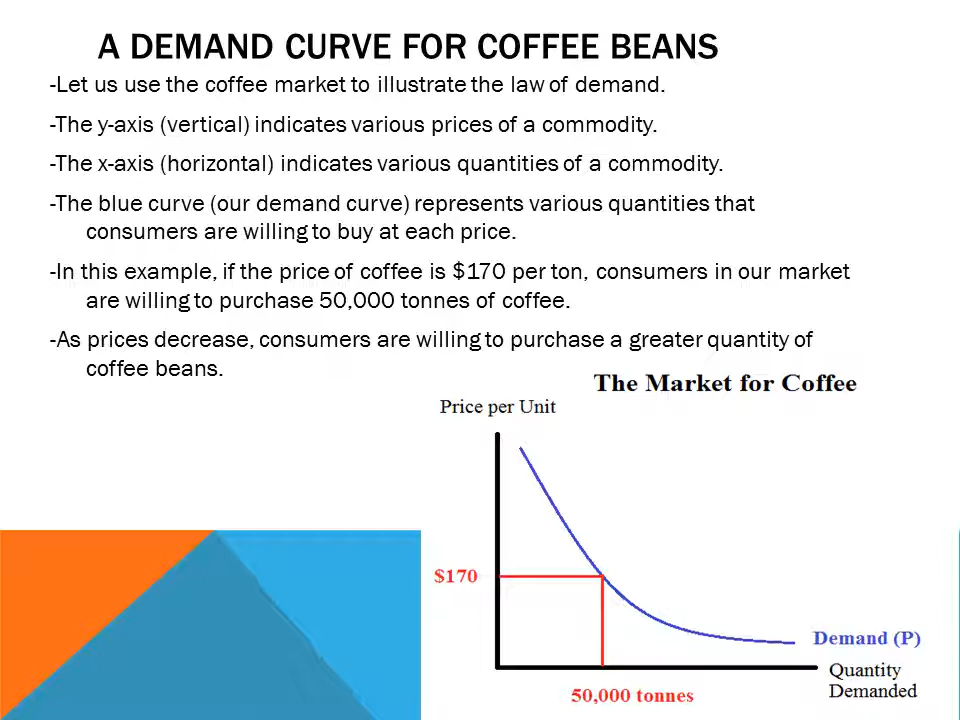 A DEMAND CURVE FOR COFFEE BEANS
-Let us use the coffee market to illustrate the law of demand.
-The y-axis (vertical) indicates various prices of a commodity.
-The x-axis (horizontal) indicates various quantities of a commodity.
-The blue curve (our demand curve) represents various quantities that
consumers are willing to buy at each price.
-In this example, if the price of coffee is $170 per ton, consumers in our market
are willing to purchase 50,000 tonnes of coffee.
-As prices decrease, consumers are willing to purchase a greater quantity of
coffee beans.
The Market for Coffee
Price per Unit
$170
Demand (P)
Quantity
Demanded
50,000 tonnes